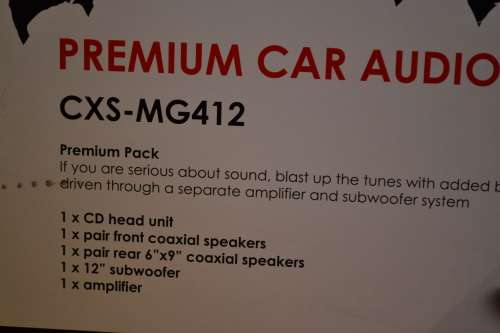 PREMIUM CAR AUDIO
CXS-MG412
Premium Pack
If you are serious about sound, blast up the tunes with added
driven through a separate amplifier and subwoofer system
1 x CD head unit
1 x pair front coaxial speakers
1 x pair rear 6"x9" coaxial speakers
1 x 12" subwoofer
1 x amplifier